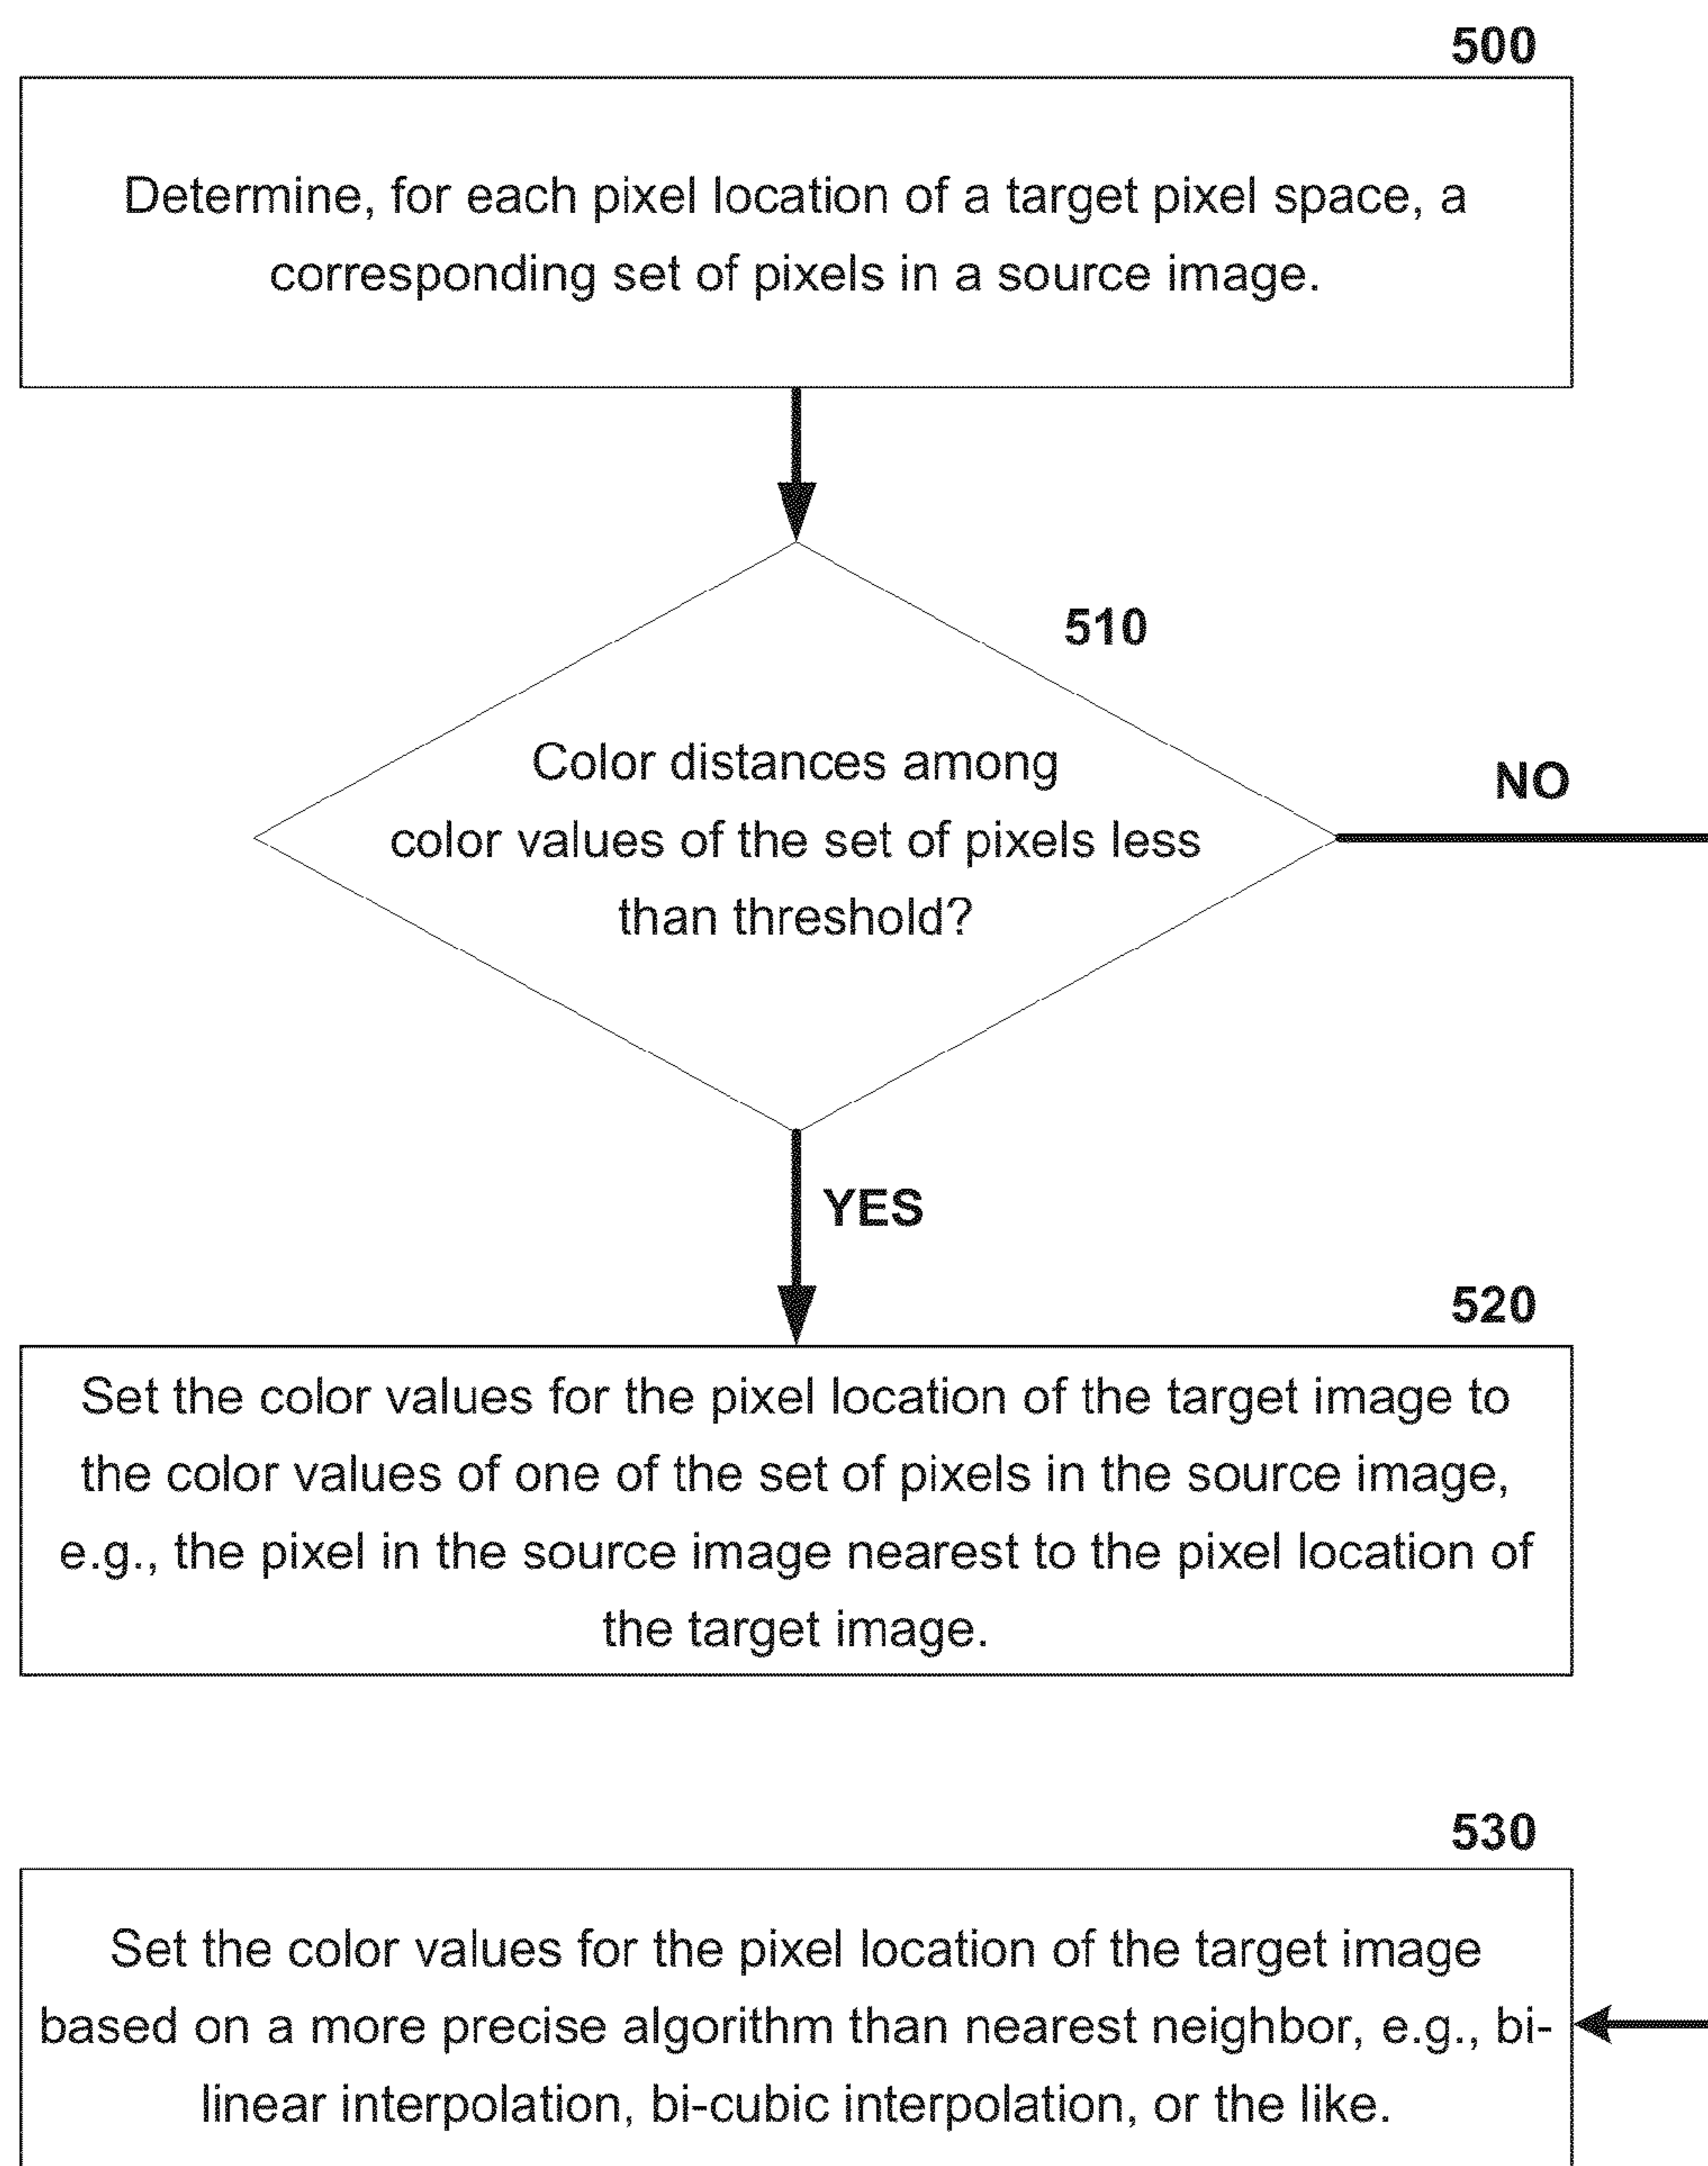 500
Determine, for each pixel location of a target pixel space, a
corresponding set of pixels in a source image.
510
Color distances among
color values of the set of pixels less
than threshold?
NO
YES
520
Set the color values for the pixel location of the target image to
the color values of one of the set of pixels in the source image,
e.g., the pixel in the source image nearest to the pixel location of
the target image.
530
Set the color values for the pixel location of the target image
based on a more precise algorithm than nearest neighbor, e.g., bi-
linear interpolation, bi-cubic interpolation, or the like.